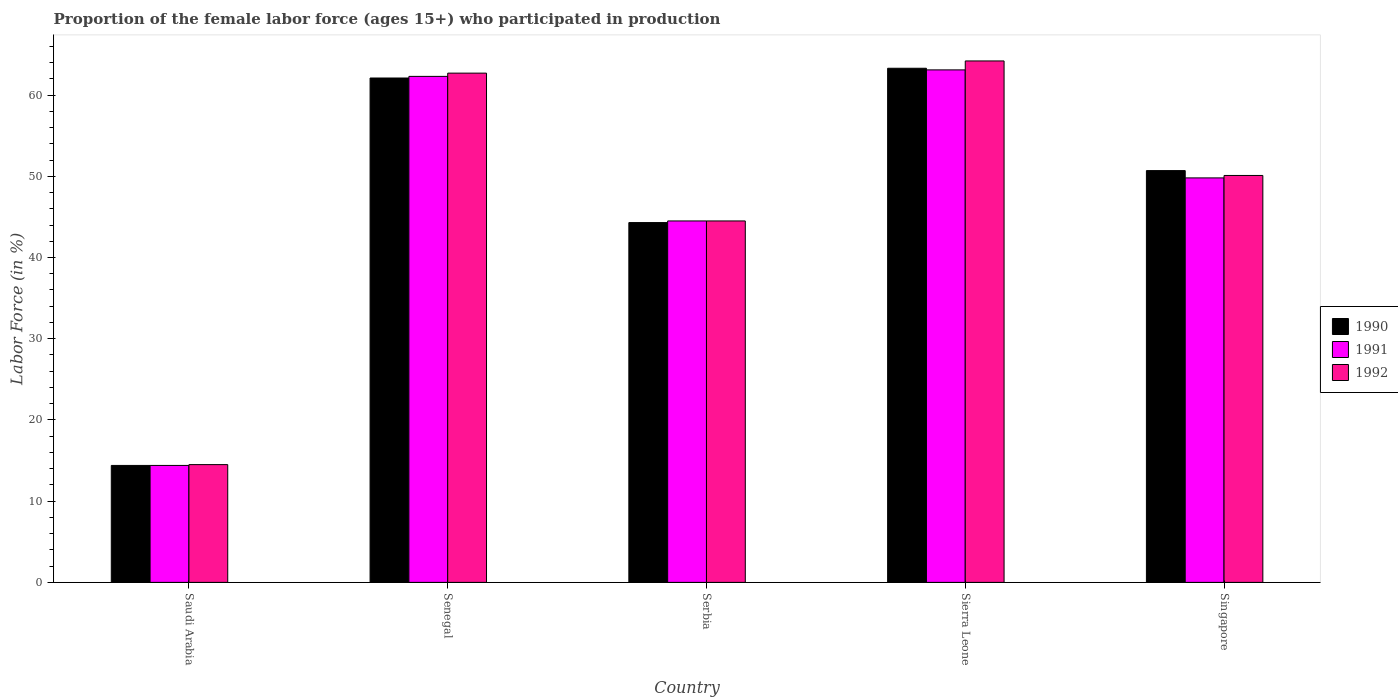 Proportion of the female labor force (ages 15+) who participated in production
Labor Force (in %)
60
50
40
30
20
10
0
Saudi Arabia
Senegal
Serbia
Sierra Leone
Singapore
Country
1990
1991
1992